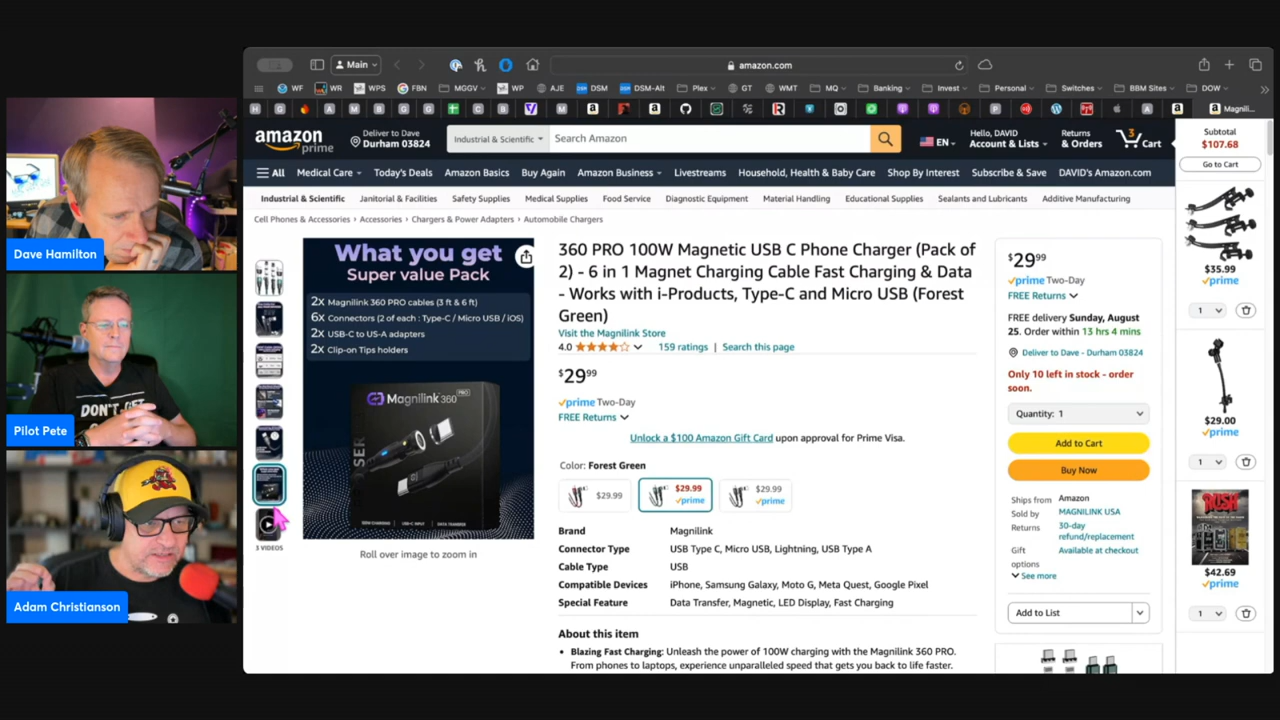 Dave Hamilton
DON'T GET
Pilot Pete
Adam Christianson
Main
amazon.com
WF
WR
WPS
FBN
MGGV
WP
AJE
DSM
DSM-Alt
Plex
GT
WMT
MQ
Banking
Invest
Personal
Switches
BBM Sites
DOW
Magnili...
amazon
prime
Deliver to Dave
Durham 03824
Industrial & Scientific
Search Amazon
EN
Hello, DAVID
Account & Lists
Returns
& Orders
3
Cart
All
Medical Care
Today's Deals
Amazon Basics
Buy Again
Amazon Business
Livestreams
Household, Health & Baby Care
Shop By Interest
Subscribe & Save
DAVID's Amazon.com
Industrial & Scientific
Janitorial & Facilities
Safety Supplies
Medical Supplies
Food Service
Diagnostic Equipment
Material Handling
Educational Supplies
Sealants and Lubricants
Additive Manufacturing
Cell Phones & Accessories › Accessories › Chargers & Power Adapters › Automobile Chargers
3 VIDEOS
What you get
Super value Pack
2x Magnilink 360 PRO cables (3 ft & 6 ft)
6x Connectors (2 of each : Type-C / Micro USB / iOS)
2x USB-C to US-A adapters
2x Clip-on Tips holders
Magnilink 360 PRO
Roll over image to zoom in
360 PRO 100W Magnetic USB C Phone Charger (Pack of
2) - 6 in 1 Magnet Charging Cable Fast Charging & Data
- Works with i-Products, Type-C and Micro USB (Forest
Green)
Visit the Magnilink Store
4.0
159 ratings | Search this page
$29.99
prime Two-Day
FREE Returns
Unlock a $100 Amazon Gift Card upon approval for Prime Visa.
Color: Forest Green
$29.99
$29.99
prime
$29.99
prime
Brand Magnilink
Connector Type USB Type C, Micro USB, Lightning, USB Type A
Cable Type USB
Compatible Devices iPhone, Samsung Galaxy, Moto G, Meta Quest, Google Pixel
Special Feature Data Transfer, Magnetic, LED Display, Fast Charging
About this item
• Blazing Fast Charging: Unleash the power of 100W charging with the Magnilink 360 PRO.
From phones to laptops, experience unparalleled speed that gets you back to life faster.
$29.99
prime Two-Day
FREE Returns
FREE delivery Sunday, August
25. Order within 13 hrs 4 mins
Deliver to Dave - Durham 03824
Only 10 left in stock - order
soon.
Quantity: 1
Add to Cart
Buy Now
Ships from Amazon
Sold by MAGNILINK USA
Returns 30-day
refund/replacement
Gift
options Available at checkout
See more
Add to List
Subtotal
$107.68
Go to Cart
$35.99
prime
1
$29.00
prime
1
RUSH
$42.69
prime
1